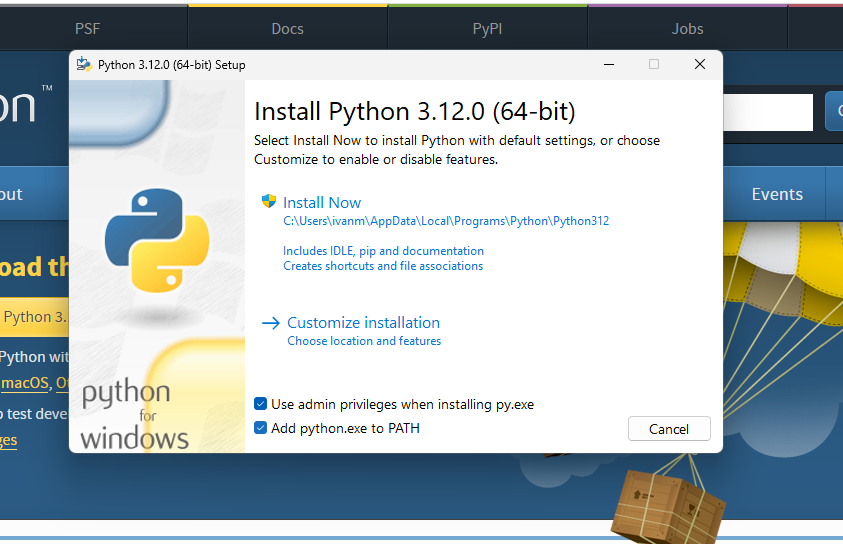 PSF
Docs
PyPI
Jobs
Python 3.12.0 (64-bit) Setup
on™
Install Python 3.12.0 (64-bit)
Select Install Now to install Python with default settings, or choose
Customize to enable or disable features.
out
Events
Install Now
C:\Users\ivanm\AppData\Local\Programs\Python\Python312
Includes IDLE, pip and documentation
Creates shortcuts and file associations
oad th
Python 3.
Customize installation
Choose location and features
Python wit
macOS, O
test deve
ges
python
for
windows
Use admin privileges when installing py.exe
Add python.exe to PATH
Cancel